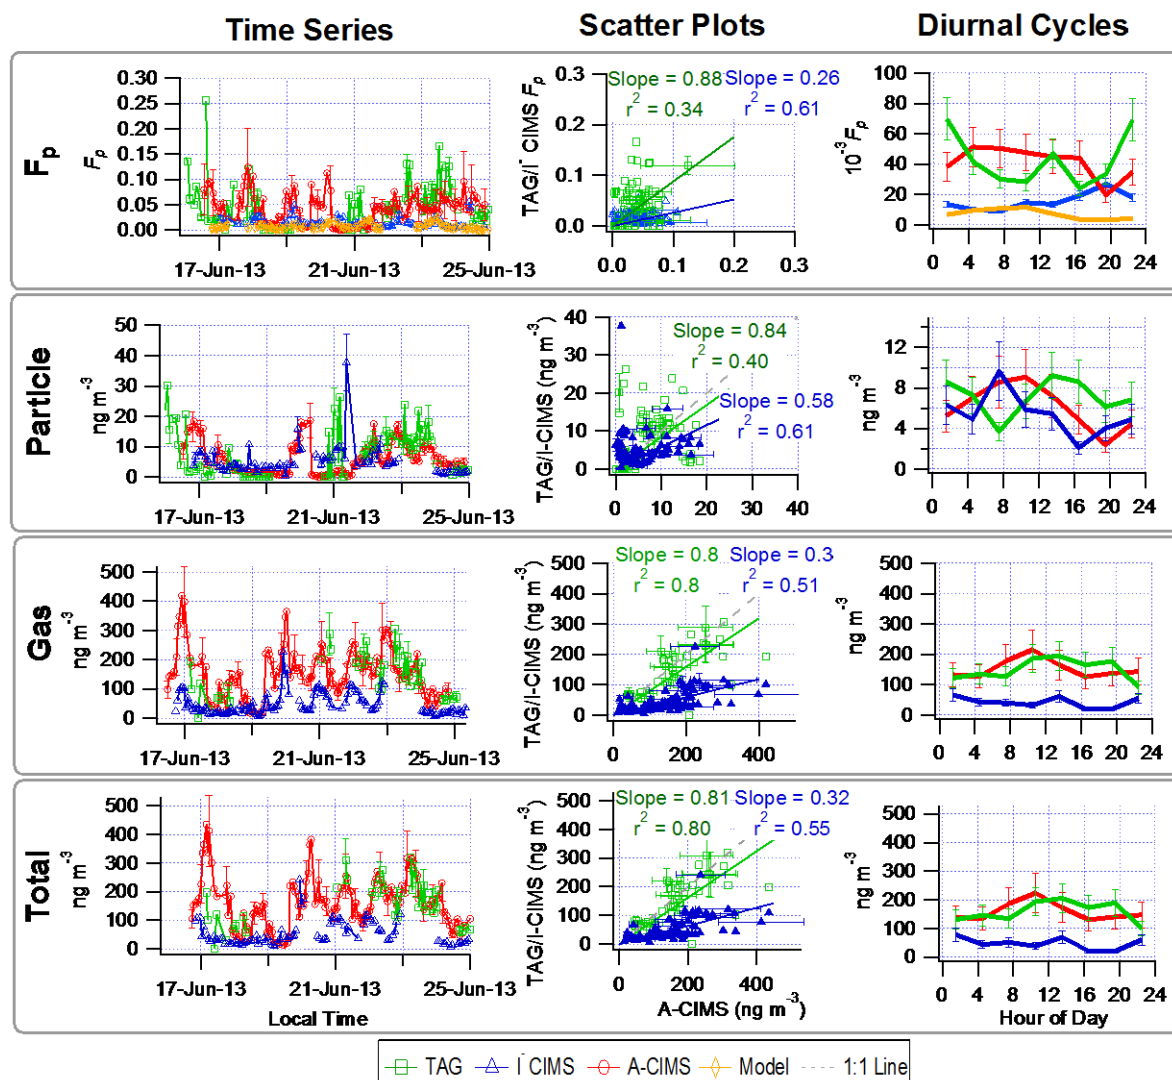 Time Series
Scatter Plots
Diurnal Cycles
Fp
Fp
0.30
0.25
0.20
0.15
0.10
0.05
0.00
17-Jun-13
21-Jun-13
25-Jun-13
TAG/I⁻ CIMS Fp
0.3
0.2
0.1
0.0
Slope = 0.88
r² = 0.34
Slope = 0.26
r² = 0.61
0.0
0.1
0.2
0.3
10⁻³ Fp
100
80
60
40
20
0
0
4
8
12
16
20
24
Particle
ng m⁻³
50
40
30
20
10
0
17-Jun-13
21-Jun-13
25-Jun-13
TAG/I-CIMS (ng m⁻³)
40
30
20
10
0
Slope = 0.84
r² = 0.40
Slope = 0.58
r² = 0.61
0
10
20
30
40
ng m⁻³
12
8
4
0
0
4
8
12
16
20
24
Gas
ng m⁻³
500
400
300
200
100
0
17-Jun-13
21-Jun-13
25-Jun-13
TAG/I-CIMS (ng m⁻³)
500
400
300
200
100
0
Slope = 0.8
r² = 0.8
Slope = 0.3
r² = 0.51
0
200
400
ng m⁻³
500
400
300
200
100
0
0
4
8
12
16
20
24
Total
ng m⁻³
500
400
300
200
100
0
17-Jun-13
21-Jun-13
25-Jun-13
Local Time
TAG/I-CIMS (ng m⁻³)
500
400
300
200
100
0
Slope = 0.81
r² = 0.80
Slope = 0.32
r² = 0.55
0
100
200
300
400
500
A-CIMS (ng m⁻³)
ng m⁻³
500
400
300
200
100
0
0
4
8
12
16
20
24
Hour of Day
TAG
I⁻ CIMS
A-CIMS
Model
1:1 Line